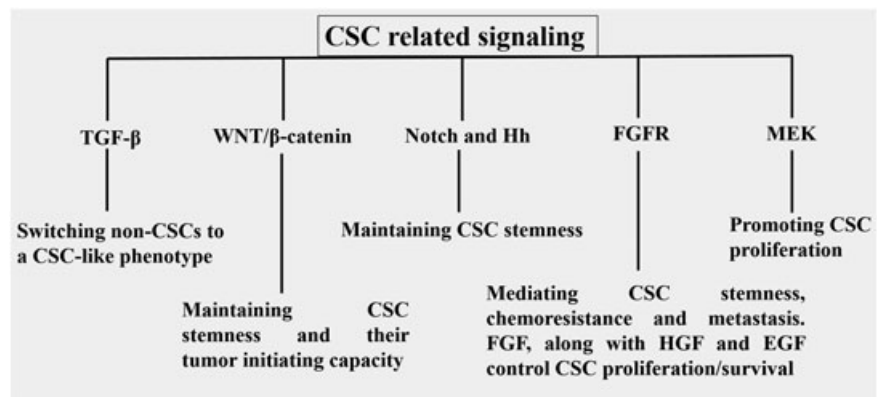 CSC related signaling
TGF-β
WNT/β-catenin
Notch and Hh
FGFR
MEK
Switching non-CSCs to
a CSC-like phenotype
Maintaining CSC
stemness and their
tumor initiating capacity
Maintaining CSC stemness
Mediating CSC stemness,
chemoresistance and metastasis.
FGF, along with HGF and EGF
control CSC proliferation/survival
Promoting CSC
proliferation